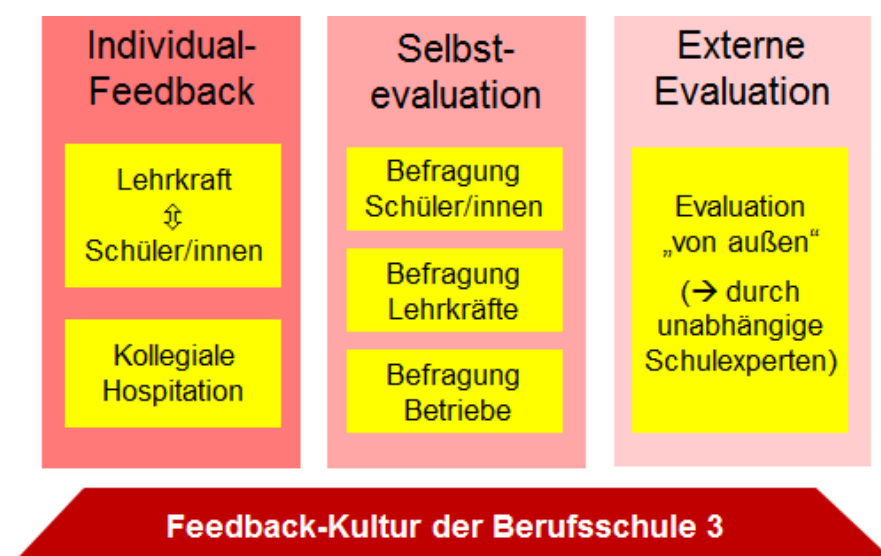 Individual-
Feedback
Lehrkraft
⇳
Schüler/innen
Kollegiale
Hospitation
Selbst-
evaluation
Befragung
Schüler/innen
Befragung
Lehrkräfte
Befragung
Betriebe
Externe
Evaluation
Evaluation
„von außen“
(→ durch
unabhängige
Schulexperten)
Feedback-Kultur der Berufsschule 3